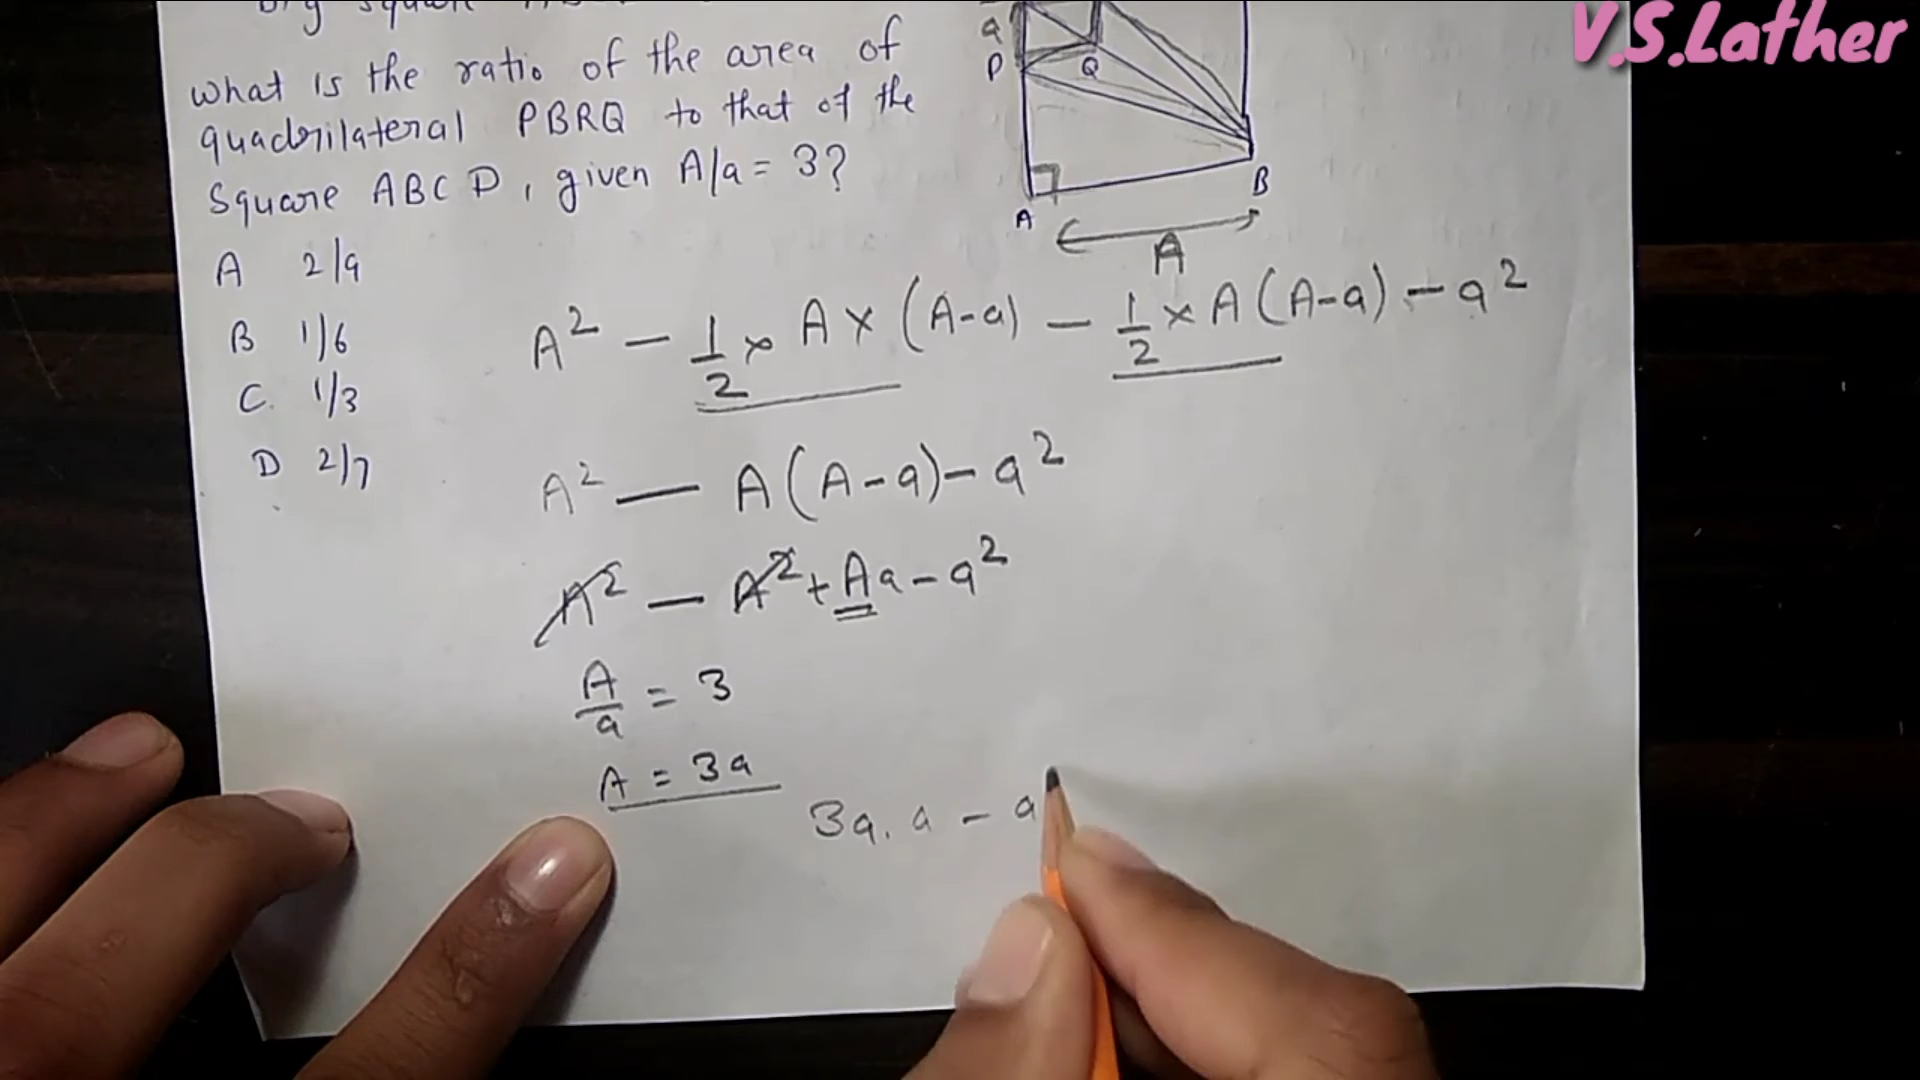 V.S.Lather
big square
what is the ratio of the area of
quadrilateral PBRQ to that of the
Square ABCD, given A/a = 3?
A 2/9
B 1/6
C. 1/3
D 2/7
a
P
Q
A
B
A
A² - 1/2 × A × (A-a) - 1/2 × A (A-a) - a²
A² - A(A-a) - a²
A² - A² + Aa - a²
A/a = 3
A = 3a
3a. a - a